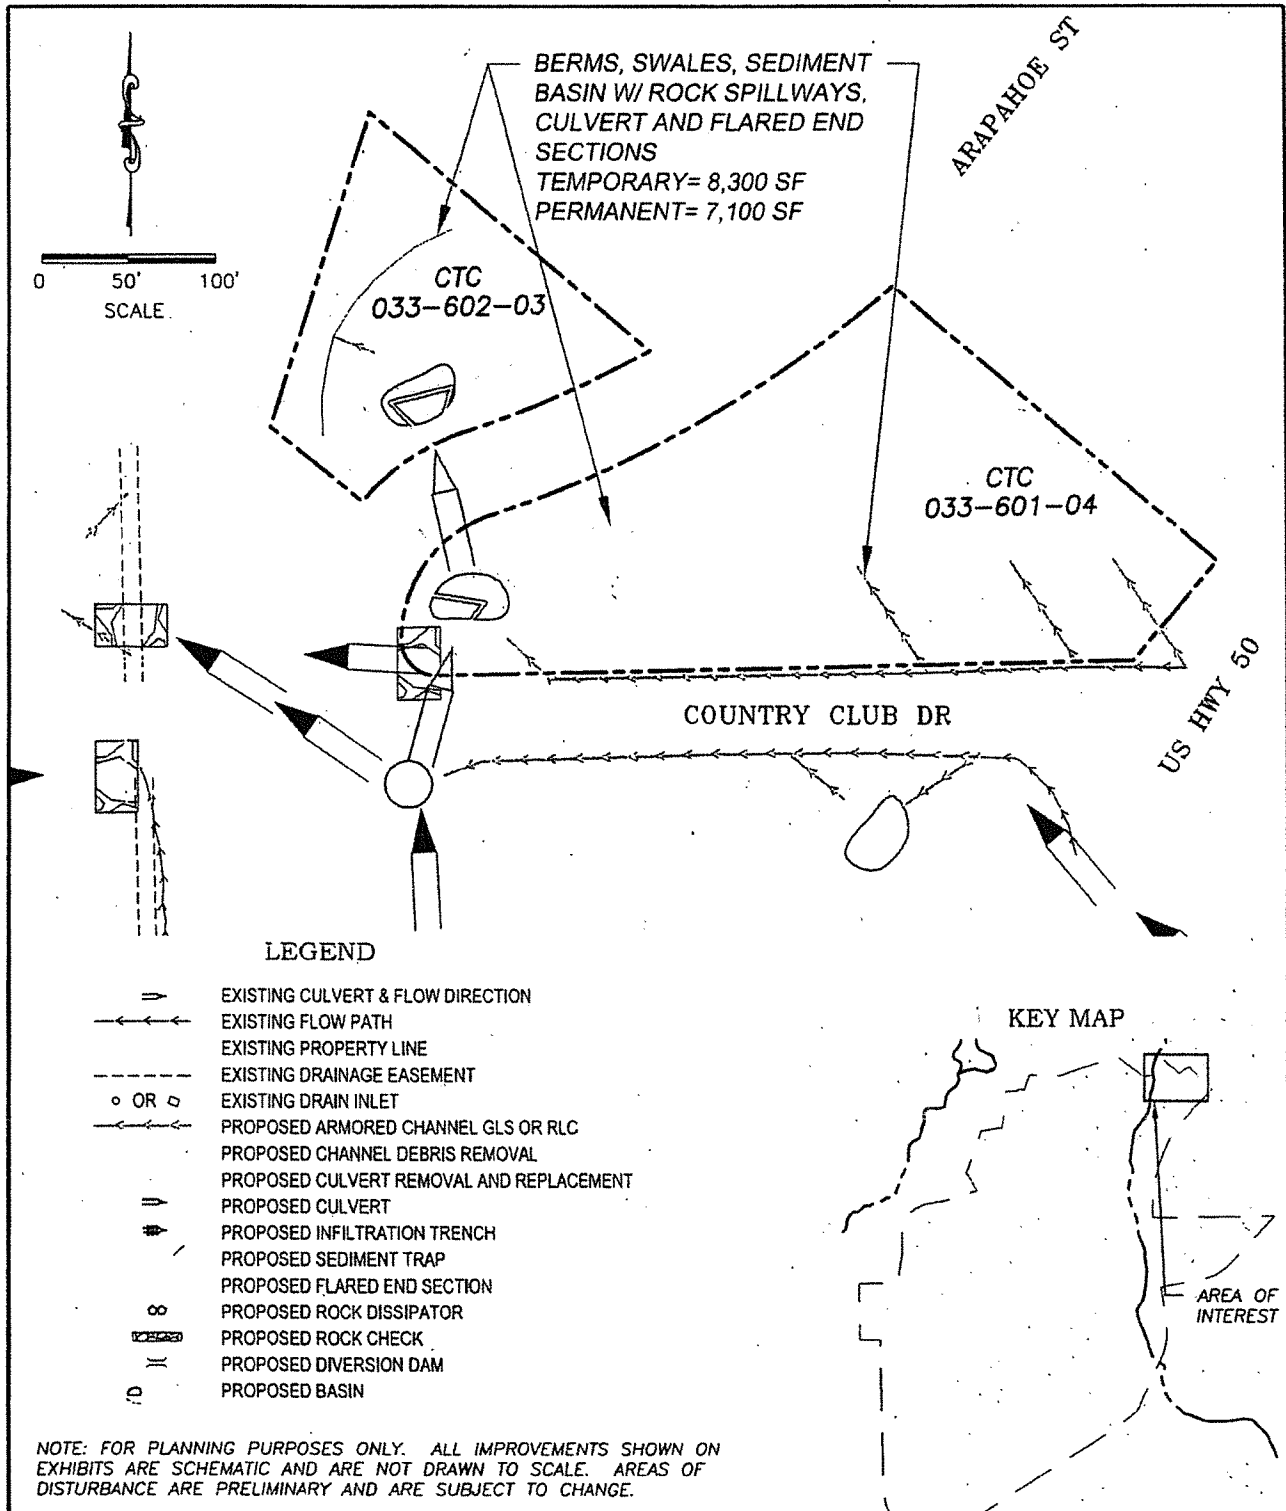 BERMS, SWALES, SEDIMENT
BASIN W/ ROCK SPILLWAYS,
CULVERT AND FLARED END
SECTIONS
TEMPORARY= 8,300 SF
PERMANENT= 7,100 SF
ARAPAHOE ST
0 50' 100'
SCALE
CTC
033-602-03
CTC
033-601-04
COUNTRY CLUB DR
US HWY 50
LEGEND
EXISTING CULVERT & FLOW DIRECTION
EXISTING FLOW PATH
EXISTING PROPERTY LINE
EXISTING DRAINAGE EASEMENT
OR EXISTING DRAIN INLET
PROPOSED ARMORED CHANNEL GLS OR RLC
PROPOSED CHANNEL DEBRIS REMOVAL
PROPOSED CULVERT REMOVAL AND REPLACEMENT
PROPOSED CULVERT
PROPOSED INFILTRATION TRENCH
PROPOSED SEDIMENT TRAP
PROPOSED FLARED END SECTION
PROPOSED ROCK DISSIPATOR
PROPOSED ROCK CHECK
PROPOSED DIVERSION DAM
PROPOSED BASIN
KEY MAP
AREA OF
INTEREST
NOTE: FOR PLANNING PURPOSES ONLY. ALL IMPROVEMENTS SHOWN ON
EXHIBITS ARE SCHEMATIC AND ARE NOT DRAWN TO SCALE. AREAS OF
DISTURBANCE ARE PRELIMINARY AND ARE SUBJECT TO CHANGE.